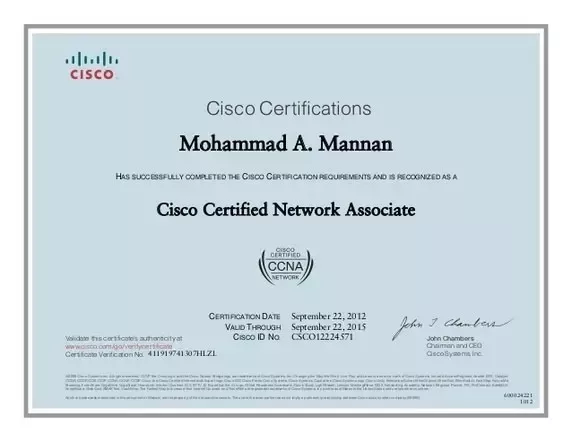 CISCO
Cisco Certifications
Mohammad A. Mannan
HAS SUCCESSFULLY COMPLETED THE CISCO CERTIFICATION REQUIREMENTS AND IS RECOGNIZED AS A
Cisco Certified Network Associate
CISCO
CERTIFIED
CCNA
NETWORK
CERTIFICATION DATE September 22, 2012
VALID THROUGH September 22, 2015
CISCO ID NO. CSCO12224571
Validate this certificate's authenticity at
www.cisco.com/go/verifycertificate
Certificate Verification No. 411919741307HLZL
John T Chambers
John Chambers
Chairman and CEO
Cisco Systems, Inc.
600024221
1012